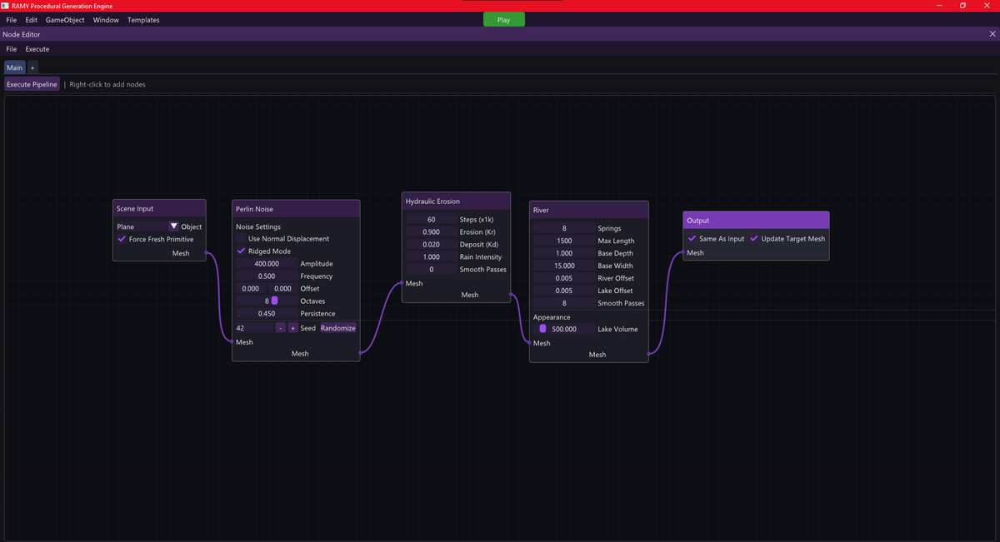 RAMY Procedural Generation Engine
File Edit GameObject Window Templates
Play
Node Editor
File Execute
Main +
Execute Pipeline | Right-click to add nodes
Scene Input
Plane Object
Force Fresh Primitive
Mesh
Perlin Noise
Noise Settings
Use Normal Displacement
Ridged Mode
400.000 Amplitude
0.500 Frequency
0.000 0.000 Offset
8 Octaves
0.450 Persistence
42 - + Seed Randomize
Mesh
Mesh
Hydraulic Erosion
60 Steps (x1k)
0.900 Erosion (Kr)
0.020 Deposit (Kd)
1.000 Rain Intensity
0 Smooth Passes
Mesh
Mesh
River
8 Springs
1500 Max Length
1.000 Base Depth
15.000 Base Width
0.005 River Offset
0.005 Lake Offset
8 Smooth Passes
Appearance
500.000 Lake Volume
Mesh
Mesh
Output
Same As Input Update Target Mesh
Mesh